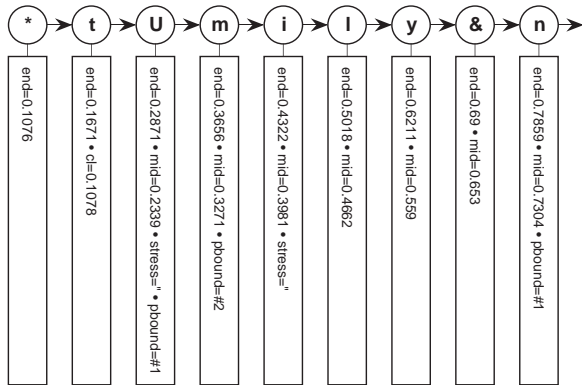 * t U m i l y & n
end=0.1076
end=0.1671 • cl=0.1078
end=0.2871 • mid=0.2339 • stress=" • pbound=#1
end=0.3656 • mid=0.3271 • pbound=#2
end=0.4322 • mid=0.3981 • stress="
end=0.5018 • mid=0.4662
end=0.6211 • mid=0.559
end=0.69 • mid=0.653
end=0.7859 • mid=0.7304 • pbound=#1